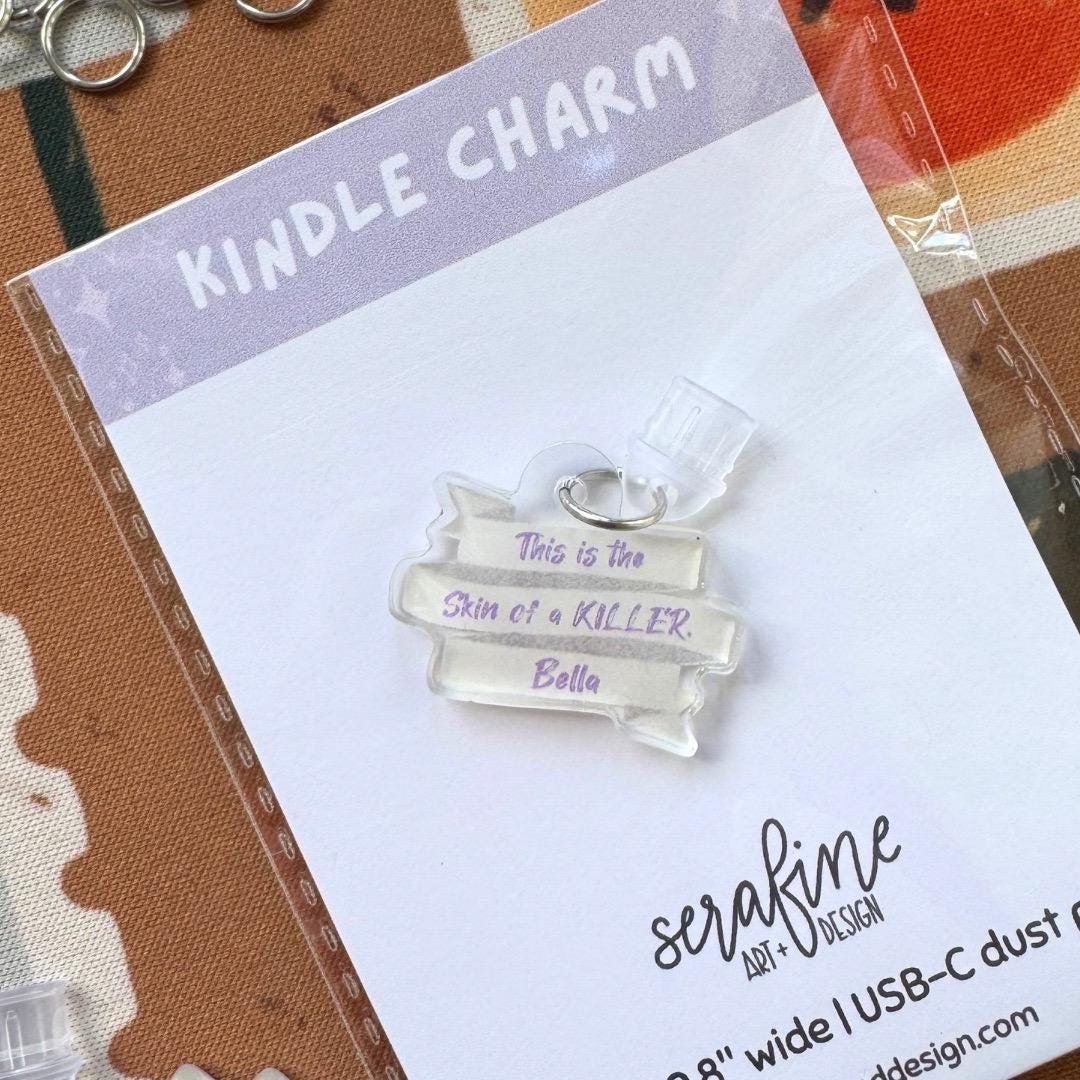 KINDLE CHARM
This is the
Skin of a KILLER.
Bella
serafine
ART + DESIGN
8" wide | USB-C dust
ddesign.com